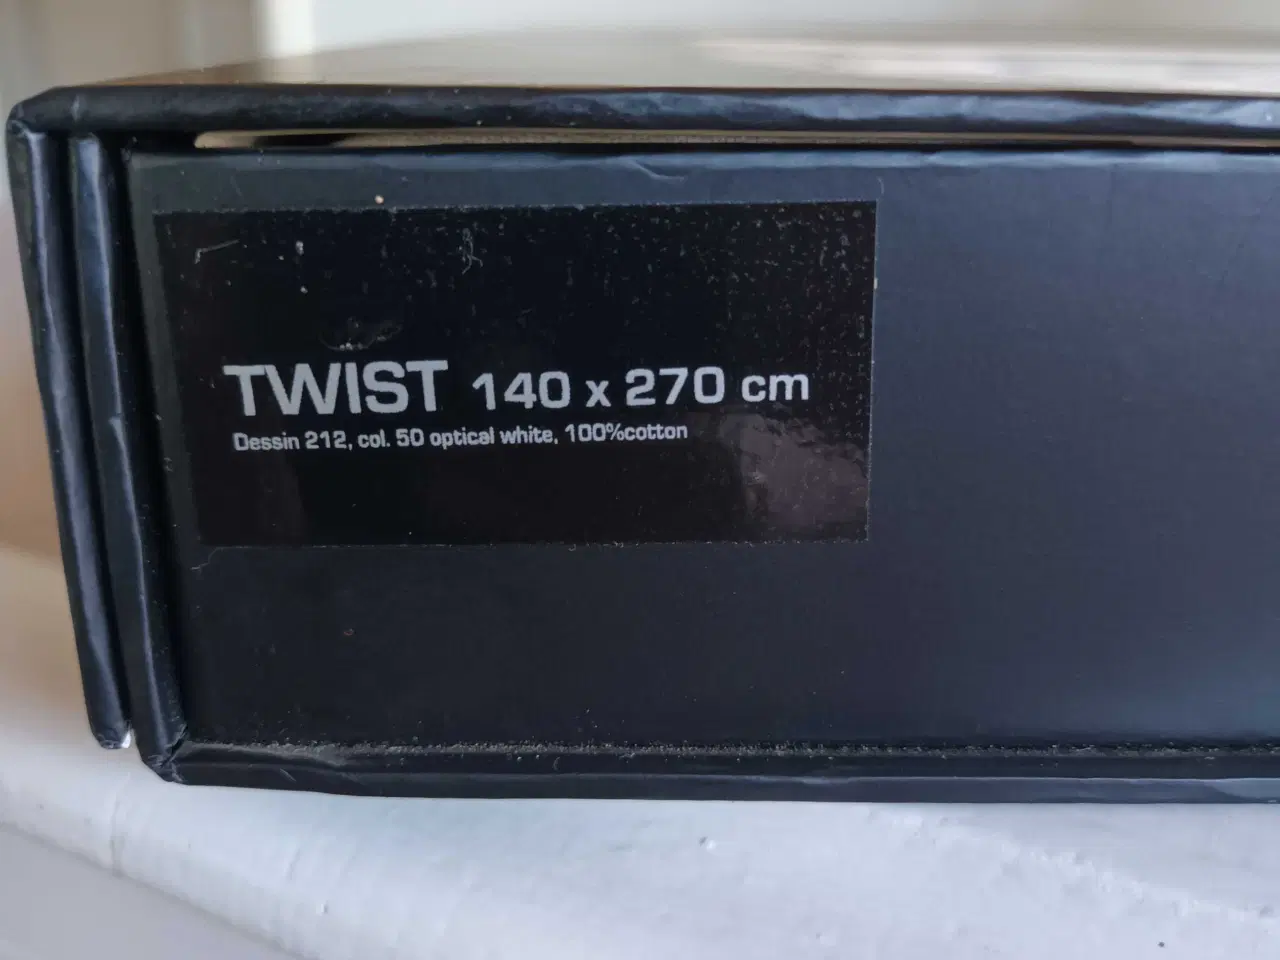 TWIST 140 x 270 cm
Dessin 212, col. 50 optical white, 100%cotton